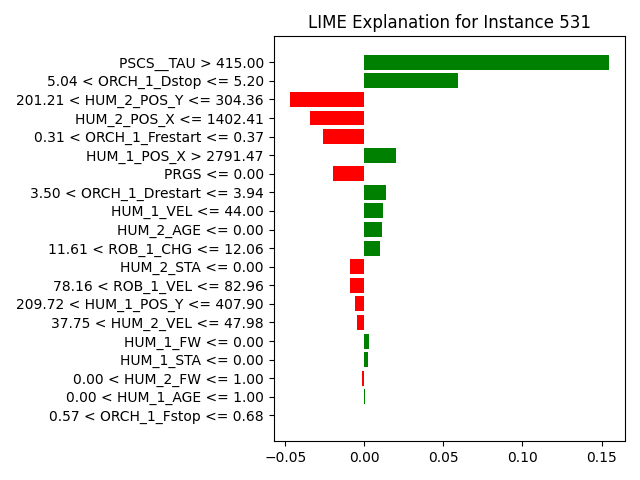 LIME Explanation for Instance 531
PSCS__TAU > 415.00
5.04 < ORCH_1_Dstop <= 5.20
201.21 < HUM_2_POS_Y <= 304.36
HUM_2_POS_X <= 1402.41
0.31 < ORCH_1_Frestart <= 0.37
HUM_1_POS_X > 2791.47
PRGS <= 0.00
3.50 < ORCH_1_Drestart <= 3.94
HUM_1_VEL <= 44.00
HUM_2_AGE <= 0.00
11.61 < ROB_1_CHG <= 12.06
HUM_2_STA <= 0.00
78.16 < ROB_1_VEL <= 82.96
209.72 < HUM_1_POS_Y <= 407.90
37.75 < HUM_2_VEL <= 47.98
HUM_1_FW <= 0.00
HUM_1_STA <= 0.00
0.00 < HUM_2_FW <= 1.00
0.00 < HUM_1_AGE <= 1.00
0.57 < ORCH_1_Fstop <= 0.68
−0.05 0.00 0.05 0.10 0.15